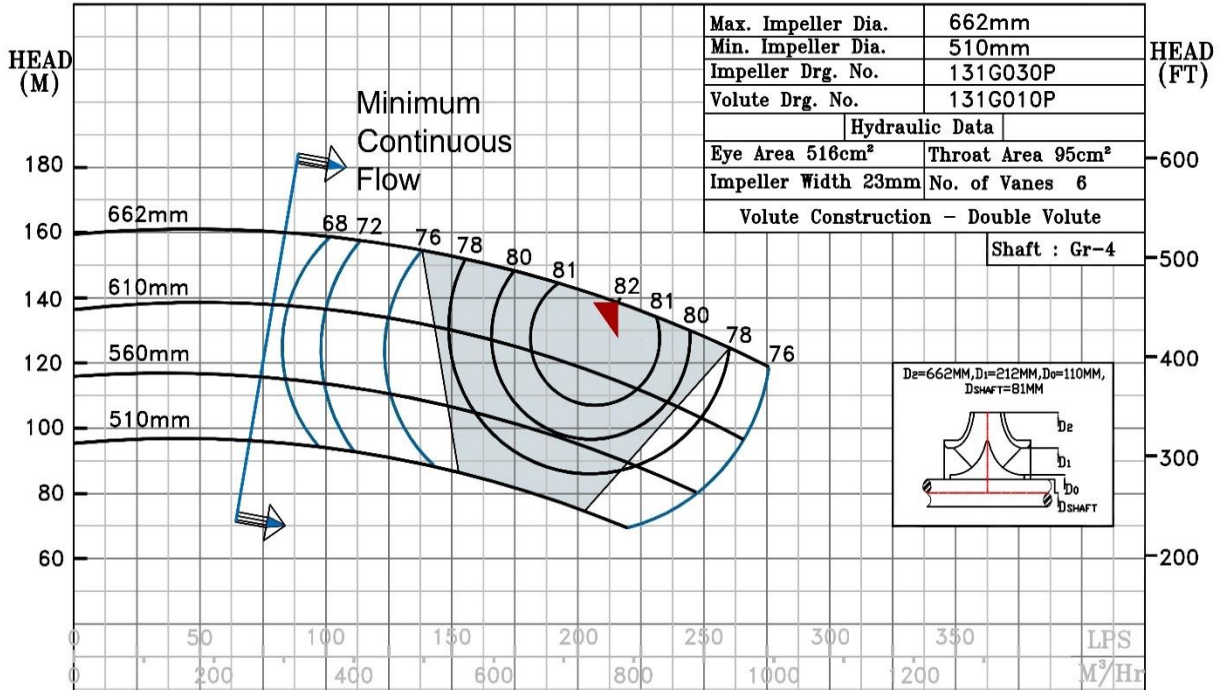 HEAD
(M)
180
160
140
120
100
80
60
Minimum
Continuous
Flow
662mm
610mm
560mm
510mm
68 72 76 78 80 81 82 81 80 78 76
Max. Impeller Dia. 662mm
Min. Impeller Dia. 510mm
Impeller Drg. No. 131G030P
Volute Drg. No. 131G010P
Hydraulic Data
Eye Area 516cm² Throat Area 95cm²
Impeller Width 23mm No. of Vanes 6
Volute Construction - Double Volute
Shaft : Gr-4
HEAD
(FT)
600
500
400
300
200
D2=662MM,D1=212MM,D0=110MM,
DSHAFT=81MM
D2
D1
D0
DSHAFT
0 50 100 150 200 250 300 350 LPS
200 400 600 800 1000 1200 M³/Hr